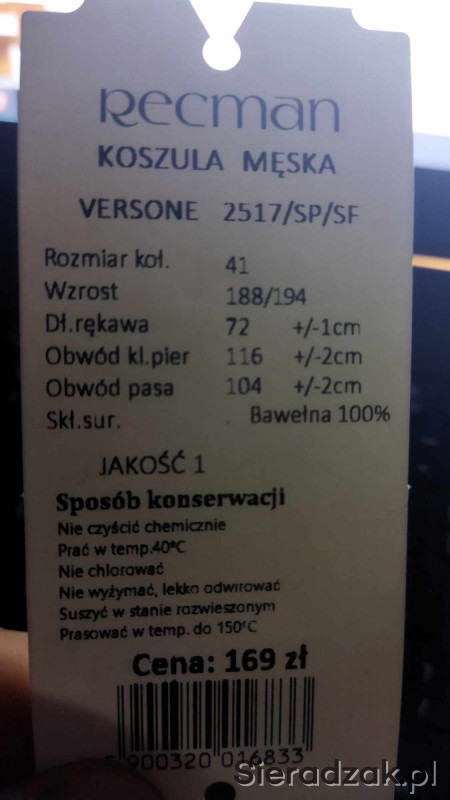 Recman
KOSZULA MĘSKA
VERSONE 2517/SP/SF
Rozmiar koł. 41
Wzrost 188/194
Dł.rękawa 72 +/-1cm
Obwód kl.pier 116 +/-2cm
Obwód pasa 104 +/-2cm
Skł.sur. Bawełna 100%
JAKOŚĆ 1
Sposób konserwacji
Nie czyścić chemicznie
Prać w temp.40°C
Nie chlorować
Nie wyżymać, lekko odwirować
Suszyć w stanie rozwieszonym
Prasować w temp. do 150°C
Cena: 169 zł
5 900320 016833
Sieradzak.pl